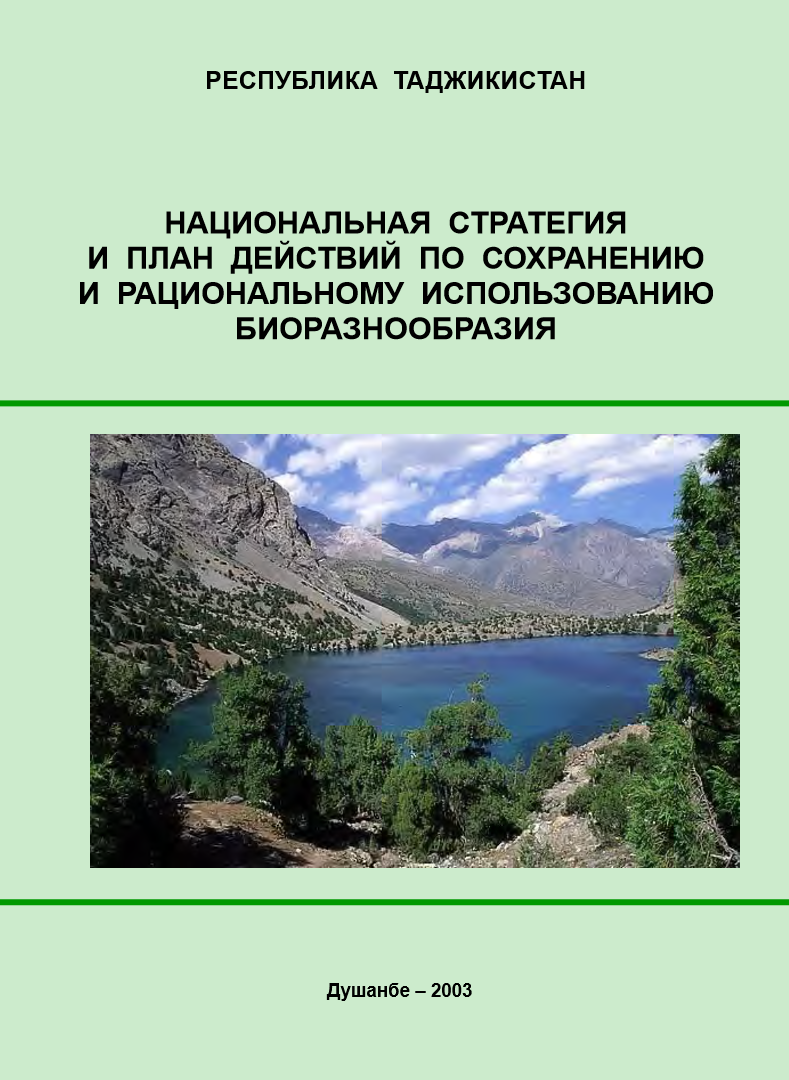 РЕСПУБЛИКА ТАДЖИКИСТАН
НАЦИОНАЛЬНАЯ СТРАТЕГИЯ
И ПЛАН ДЕЙСТВИЙ ПО СОХРАНЕНИЮ
И РАЦИОНАЛЬНОМУ ИСПОЛЬЗОВАНИЮ
БИОРАЗНООБРАЗИЯ
Душанбе – 2003